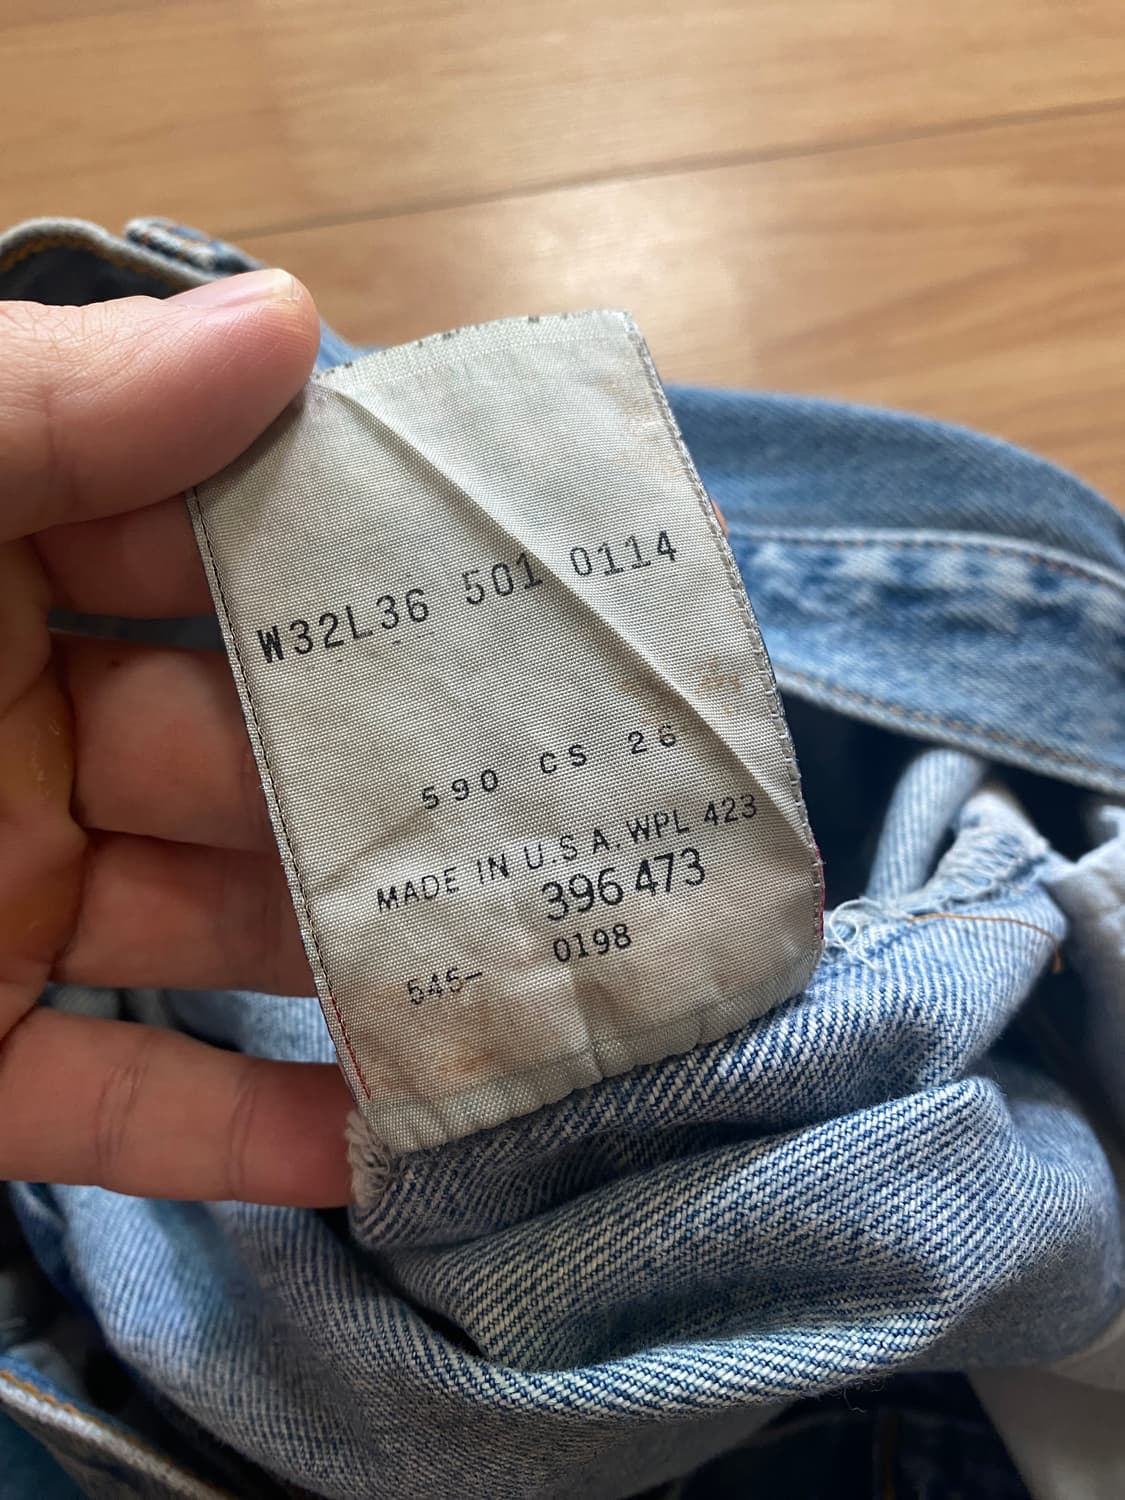 W32L36 501 0114
590 CS 26
MADE IN U.S.A. WPL 423
396 473
545- 0198